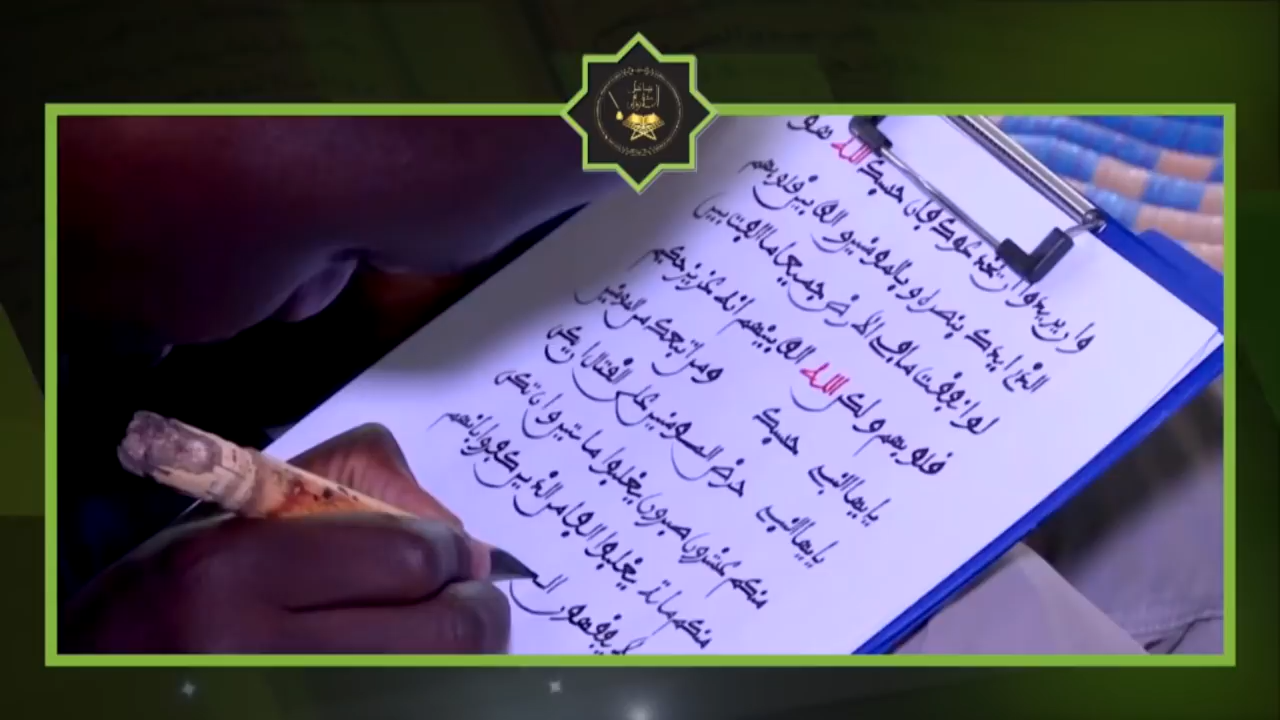 وان يريدوا ان يخدعوك فان حسبك الله هو
الذي ايدك بنصره وبالمومنين والف بين قلوبهم
لو انفقت ما في الارض جميعا ما الفت بين
قلوبهم ولكن الله الف بينهم انه عزيز حكيم
يايها النبي حسبك ومن اتبعك من المومنين
يايها النبي حرض المومنين على القتال ان يكن
منكم عشرون صبرون يغلبوا مائتين وان تكن
منكم مائة يغلبوا الفا من الذين كفروا بانهم
لا يفقهون